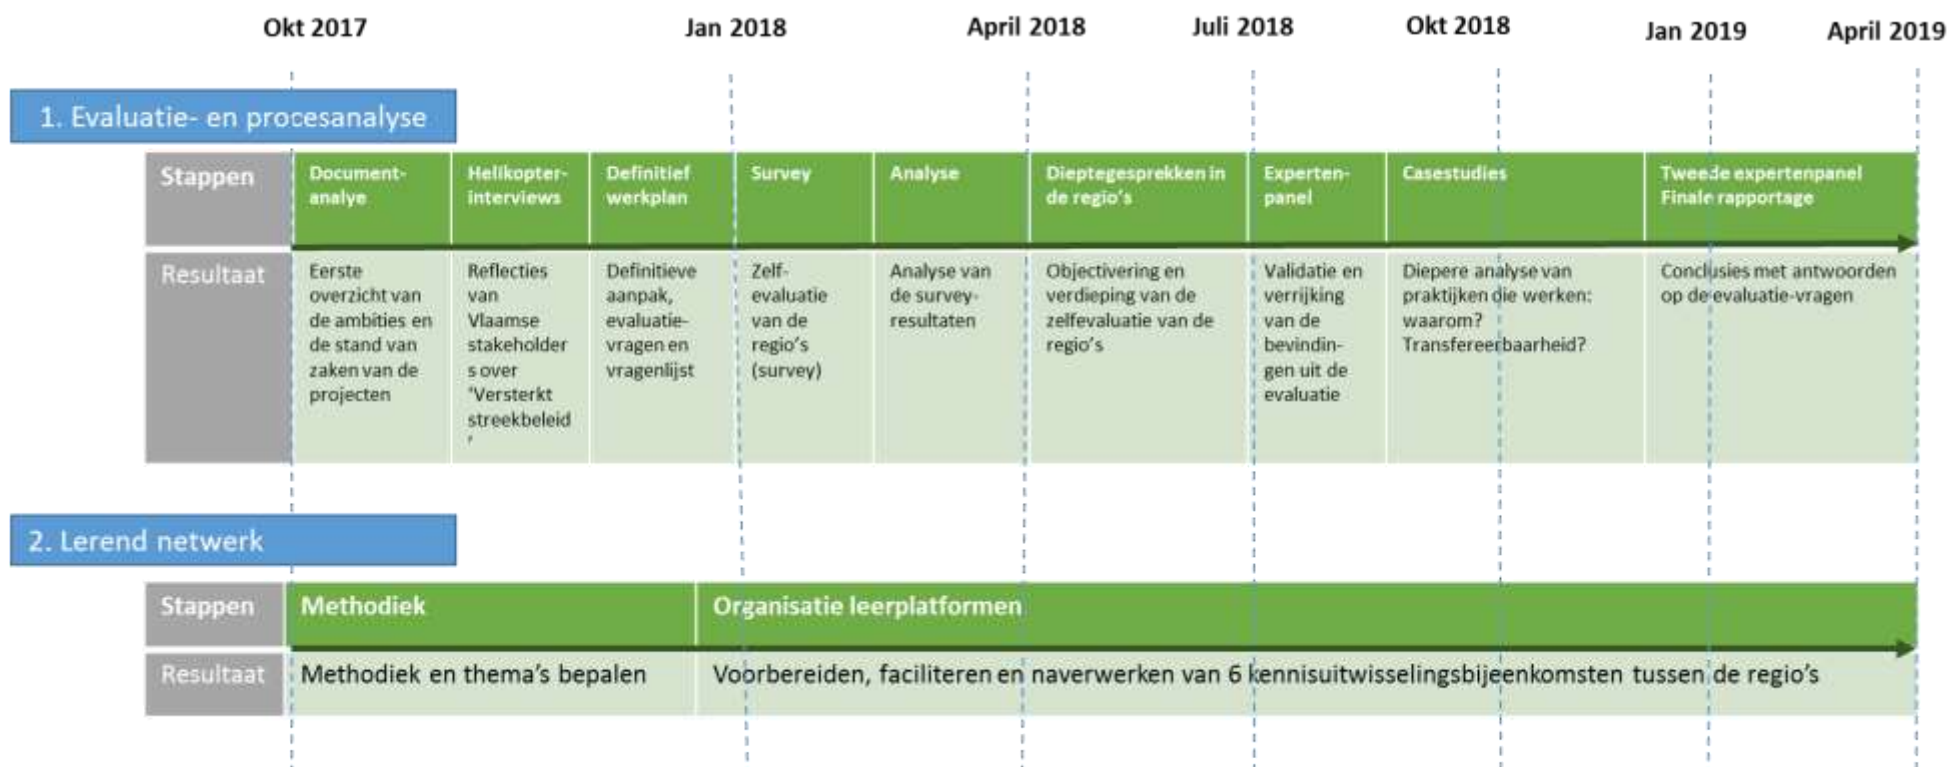 Okt 2017
Jan 2018
April 2018
Juli 2018
Okt 2018
Jan 2019
April 2019
1. Evaluatie- en procesanalyse
Stappen
Document-
analye
Helikopter-
interviews
Definitief
werkplan
Survey
Analyse
Dieptegesprekken in
de regio's
Experten-
panel
Casestudies
Tweede expertenpanel
Finale rapportage
Resultaat
Eerste
overzicht van
de ambities en
de stand van
zaken van de
projecten
Reflecties
van
Vlaamse
stakeholder
s over
'Versterkt
streekbeleid
'
Definitieve
aanpak,
evaluatie-
vragen en
vragenlijst
Zelf-
evaluatie
van de
regio's
(survey)
Analyse van
de survey-
resultaten
Objectivering en
verdieping van de
zelfevaluatie van de
regio's
Validatie en
verrijking
van de
bevindin-
gen uit de
evaluatie
Diepere analyse van
praktijken die werken:
waarom?
Transfereerbaarheid?
Conclusies met antwoorden
op de evaluatie-vragen
2. Lerend netwerk
Stappen
Methodiek
Organisatie leerplatformen
Resultaat
Methodiek en thema's bepalen
Voorbereiden, faciliteren en naverwerken van 6 kennisuitwisselingsbijeenkomsten tussen de regio's